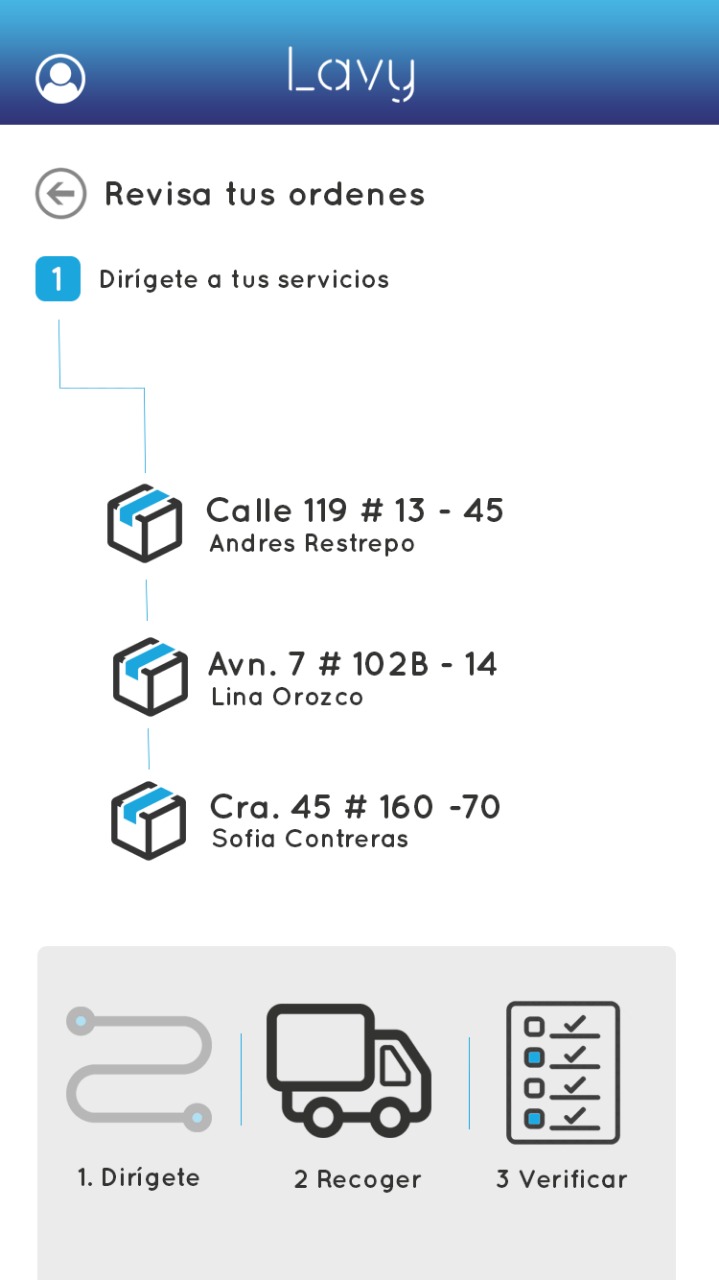 Lavy
Revisa tus ordenes
1 Dirígete a tus servicios
Calle 119 # 13 - 45
Andres Restrepo
Avn. 7 # 102B - 14
Lina Orozco
Cra. 45 # 160 -70
Sofia Contreras
1. Dirígete
2 Recoger
3 Verificar